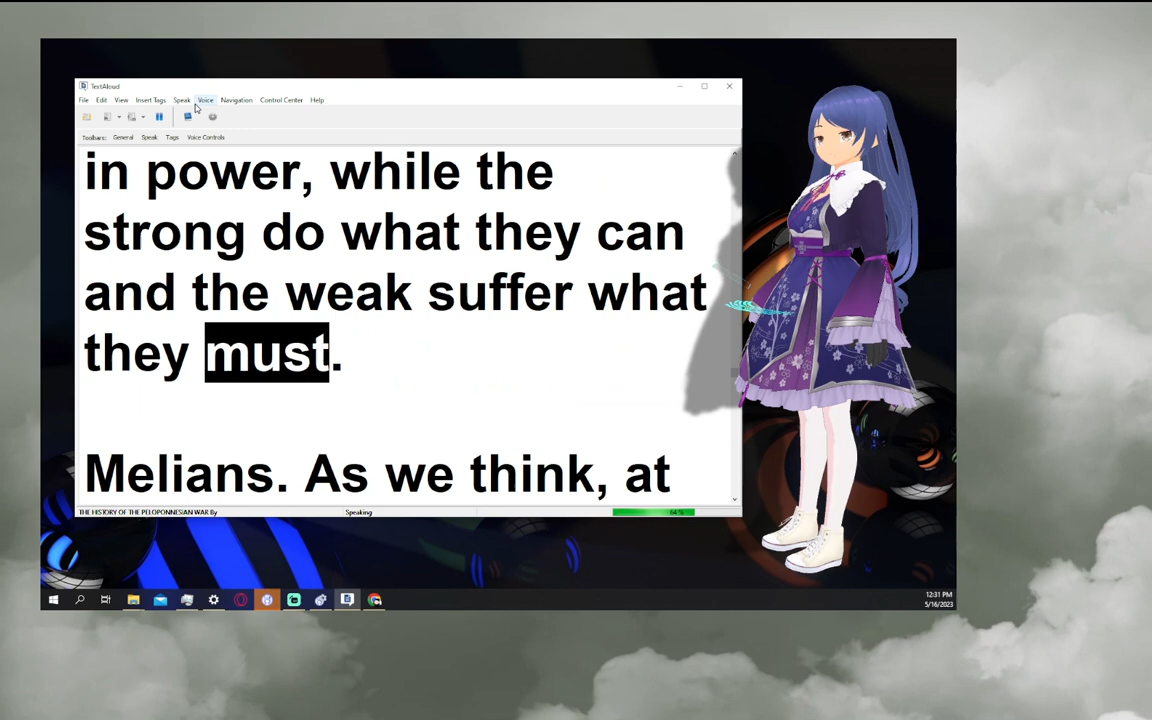 TextAloud
File Edit View Insert Tags Speak Voice Navigation Control Center Help
Toolbars: General Speak Tags Voice Controls
in power, while the
strong do what they can
and the weak suffer what
they must.
Melians. As we think, at
THE HISTORY OF THE PELOPONNESIAN WAR By Speaking 64 %
12:31 PM
5/16/2023